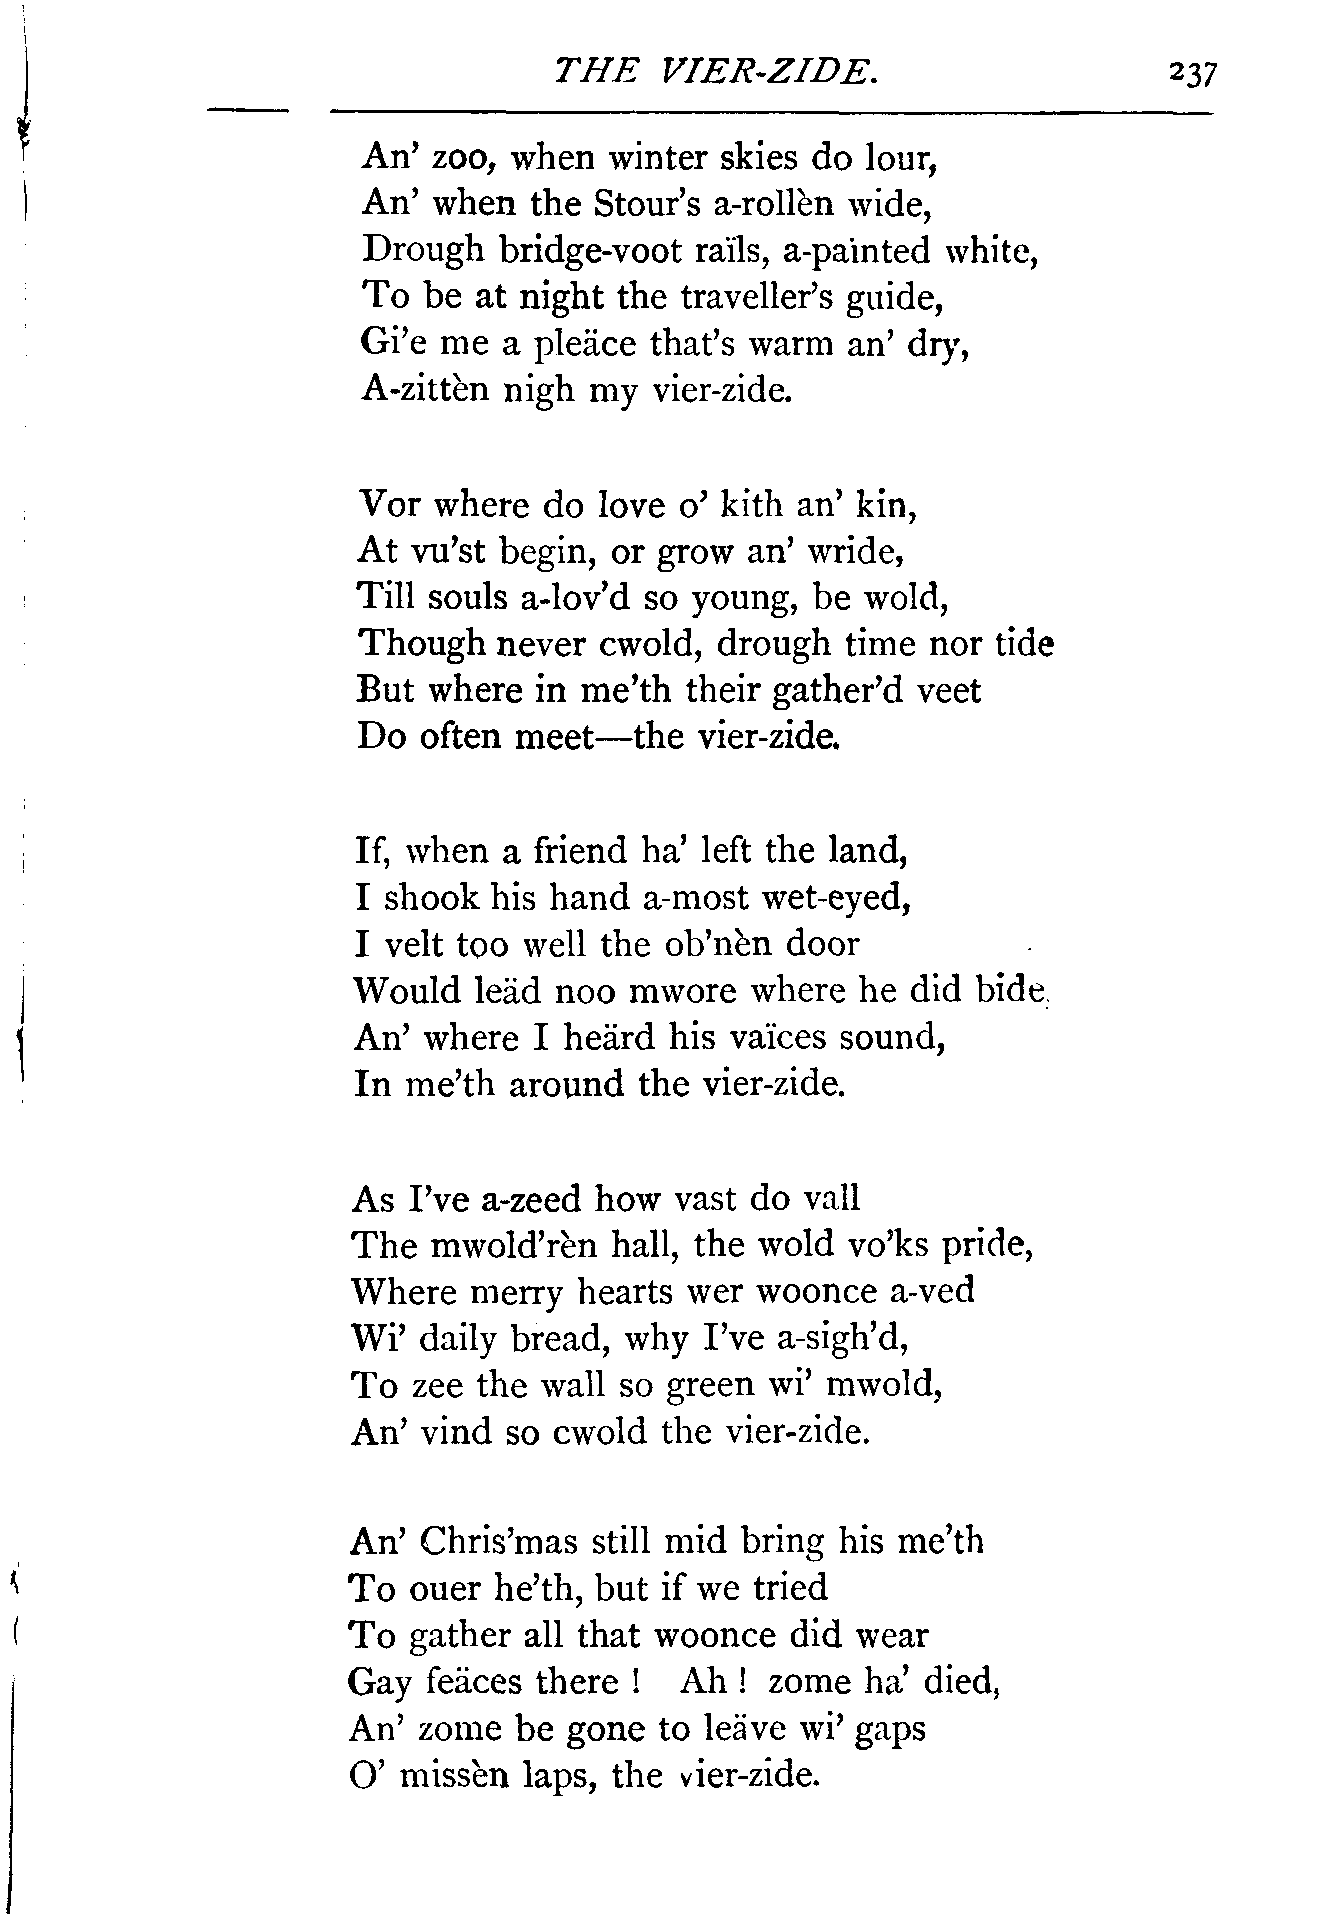 THE VIER-ZIDE. 237
An' zoo, when winter skies do lour,
An' when the Stour's a-rollèn wide,
Drough bridge-voot raïls, a-païnted white,
To be at night the traveller's guide,
Gi'e me a pleäce that's warm an' dry,
A-zittèn nigh my vier-zide.
Vor where do love o' kith an' kin,
At vu'st begin, or grow an' wride,
Till souls a-lov'd so young, be wold,
Though never cwold, drough time nor tide
But where in me'th their gather'd veet
Do often meet—the vier-zide.
If, when a friend ha' left the land,
I shook his hand a-most wet-eyed,
I velt too well the ob'nèn door
Would leäd noo mwore where he did bide
An' where I heärd his vaïces sound,
In me'th around the vier-zide.
As I've a-zeed how vast do vall
The mwold'rèn hall, the wold vo'ks pride,
Where merry hearts wer woonce a-ved
Wi' daily bread, why I've a-sigh'd,
To zee the wall so green wi' mwold,
An' vind so cwold the vier-zide.
An' Chris'mas still mid bring his me'th
To ouer he'th, but if we tried
To gather all that woonce did wear
Gay feäces there! Ah! zome ha' died,
An' zome be gone to leäve wi' gaps
O' missèn laps, the vier-zide.